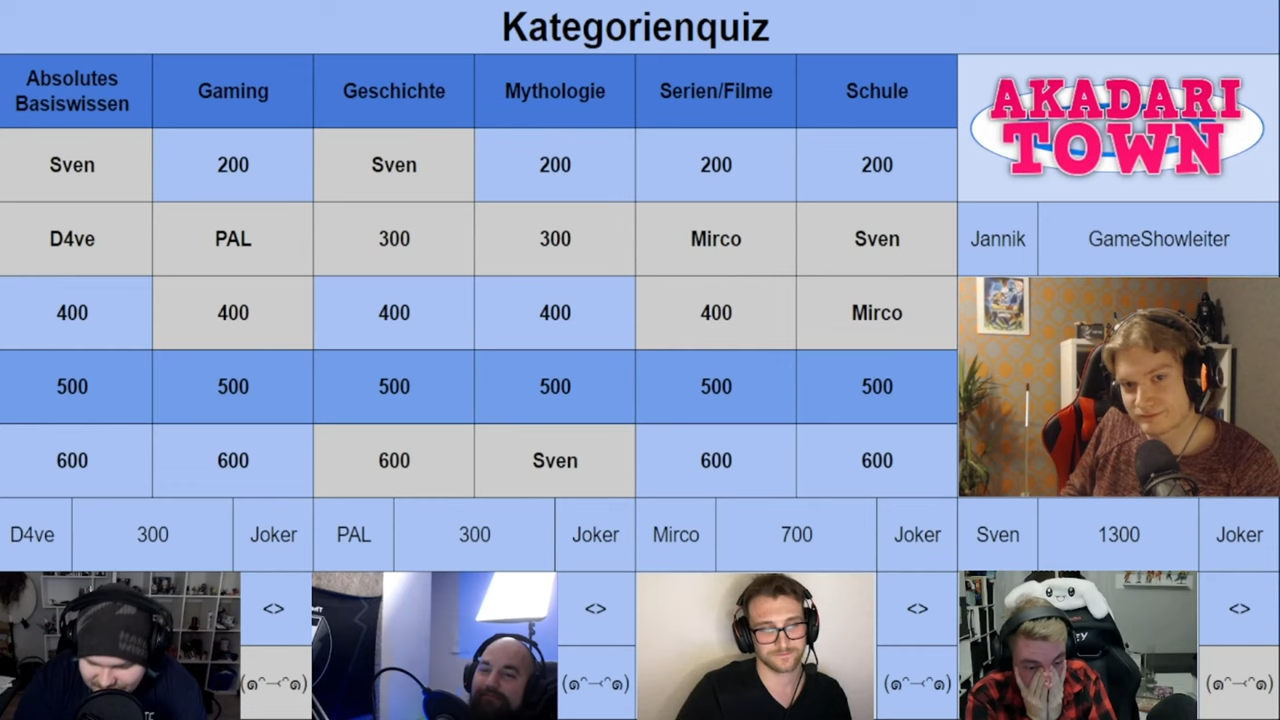 Kategorienquiz
Absolutes Basiswissen Gaming Geschichte Mythologie Serien/Filme Schule
AKADARI
TOWN
Sven 200 Sven 200 200 200
D4ve PAL 300 300 Mirco Sven Jannik GameShowleiter
400 400 400 400 400 Mirco
500 500 500 500 500 500
600 600 600 Sven 600 600
D4ve 300 Joker PAL 300 Joker Mirco 700 Joker Sven 1300 Joker
<> <> <> <>